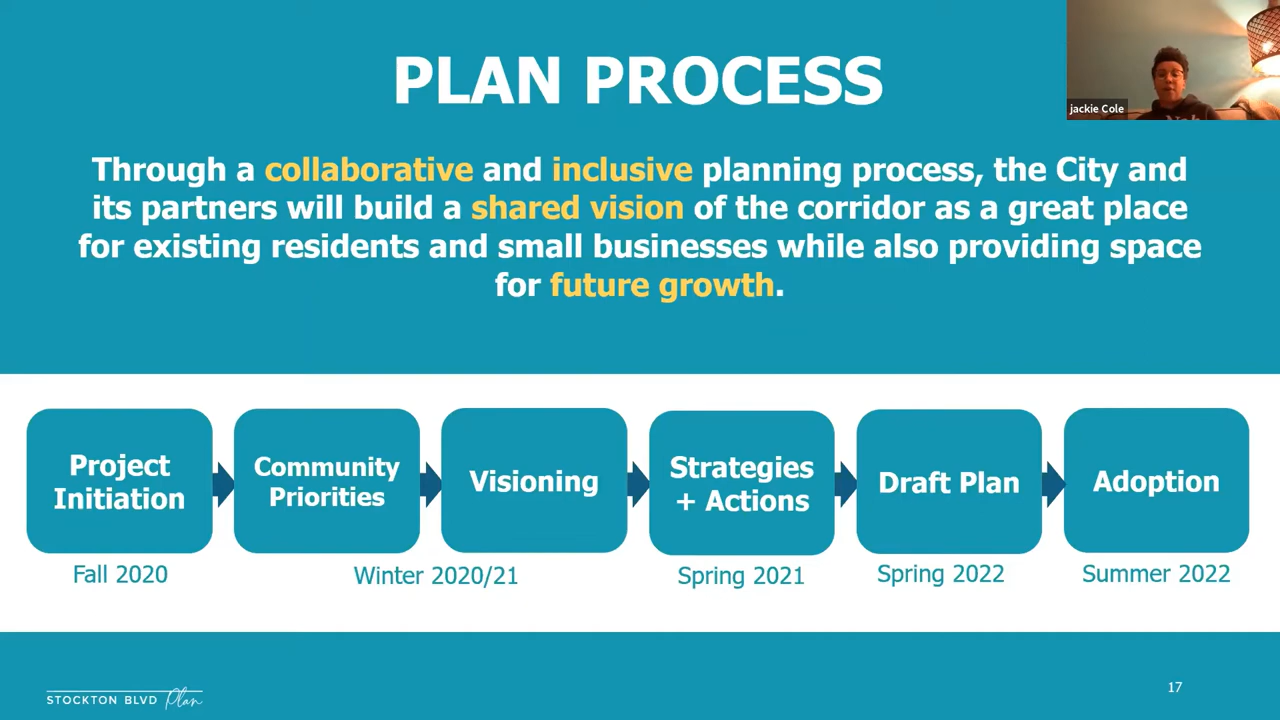 PLAN PROCESS
jackie Cole
Through a collaborative and inclusive planning process, the City and
its partners will build a shared vision of the corridor as a great place
for existing residents and small businesses while also providing space
for future growth.
Project
Initiation
Community
Priorities
Visioning
Strategies
+ Actions
Draft Plan
Adoption
Fall 2020
Winter 2020/21
Spring 2021
Spring 2022
Summer 2022
STOCKTON BLVD Plan
17